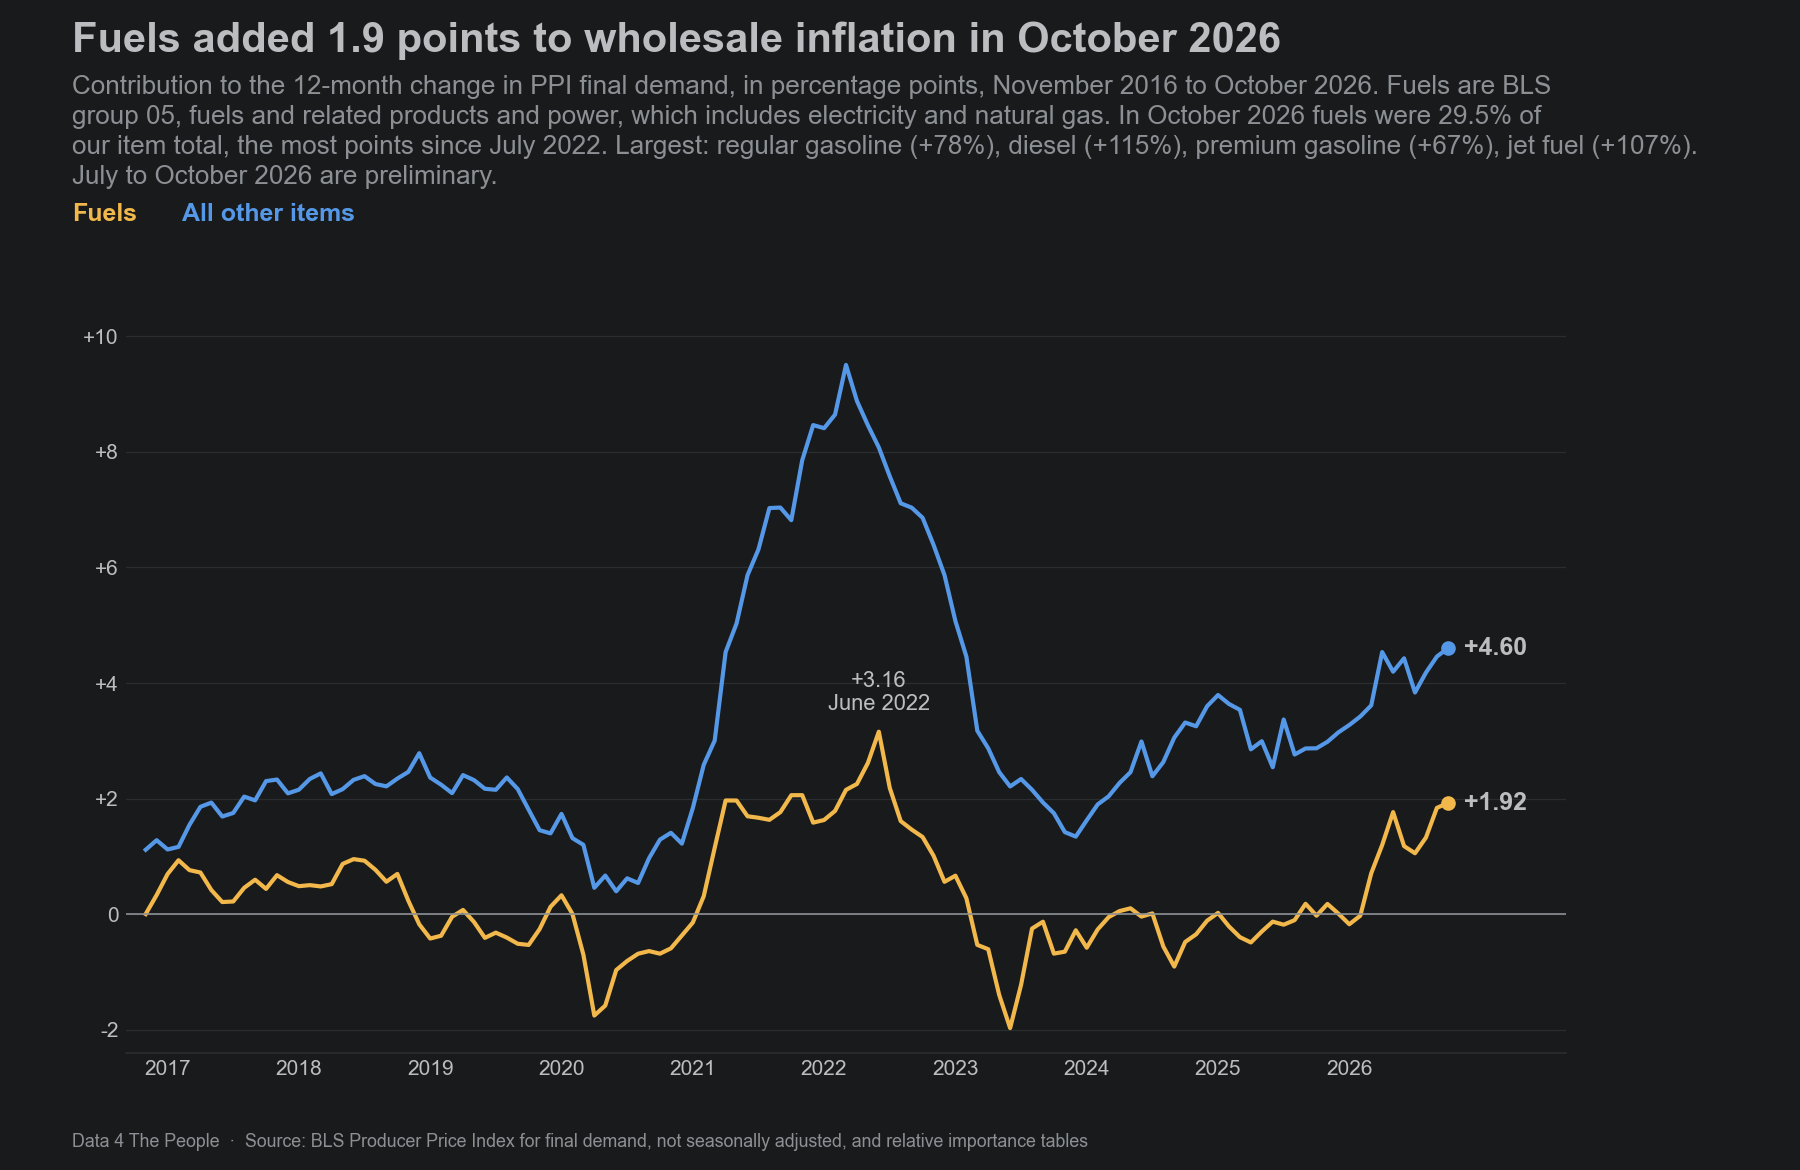 Fuels added 1.9 points to wholesale inflation in October 2026
Contribution to the 12-month change in PPI final demand, in percentage points, November 2016 to October 2026. Fuels are BLS
group 05, fuels and related products and power, which includes electricity and natural gas. In October 2026 fuels were 29.5% of
our item total, the most points since July 2022. Largest: regular gasoline (+78%), diesel (+115%), premium gasoline (+67%), jet fuel (+107%).
July to October 2026 are preliminary.
Fuels All other items
+10
+8
+6
+4
+2
0
-2
+3.16
June 2022
+4.60
+1.92
2017 2018 2019 2020 2021 2022 2023 2024 2025 2026
Data 4 The People · Source: BLS Producer Price Index for final demand, not seasonally adjusted, and relative importance tables